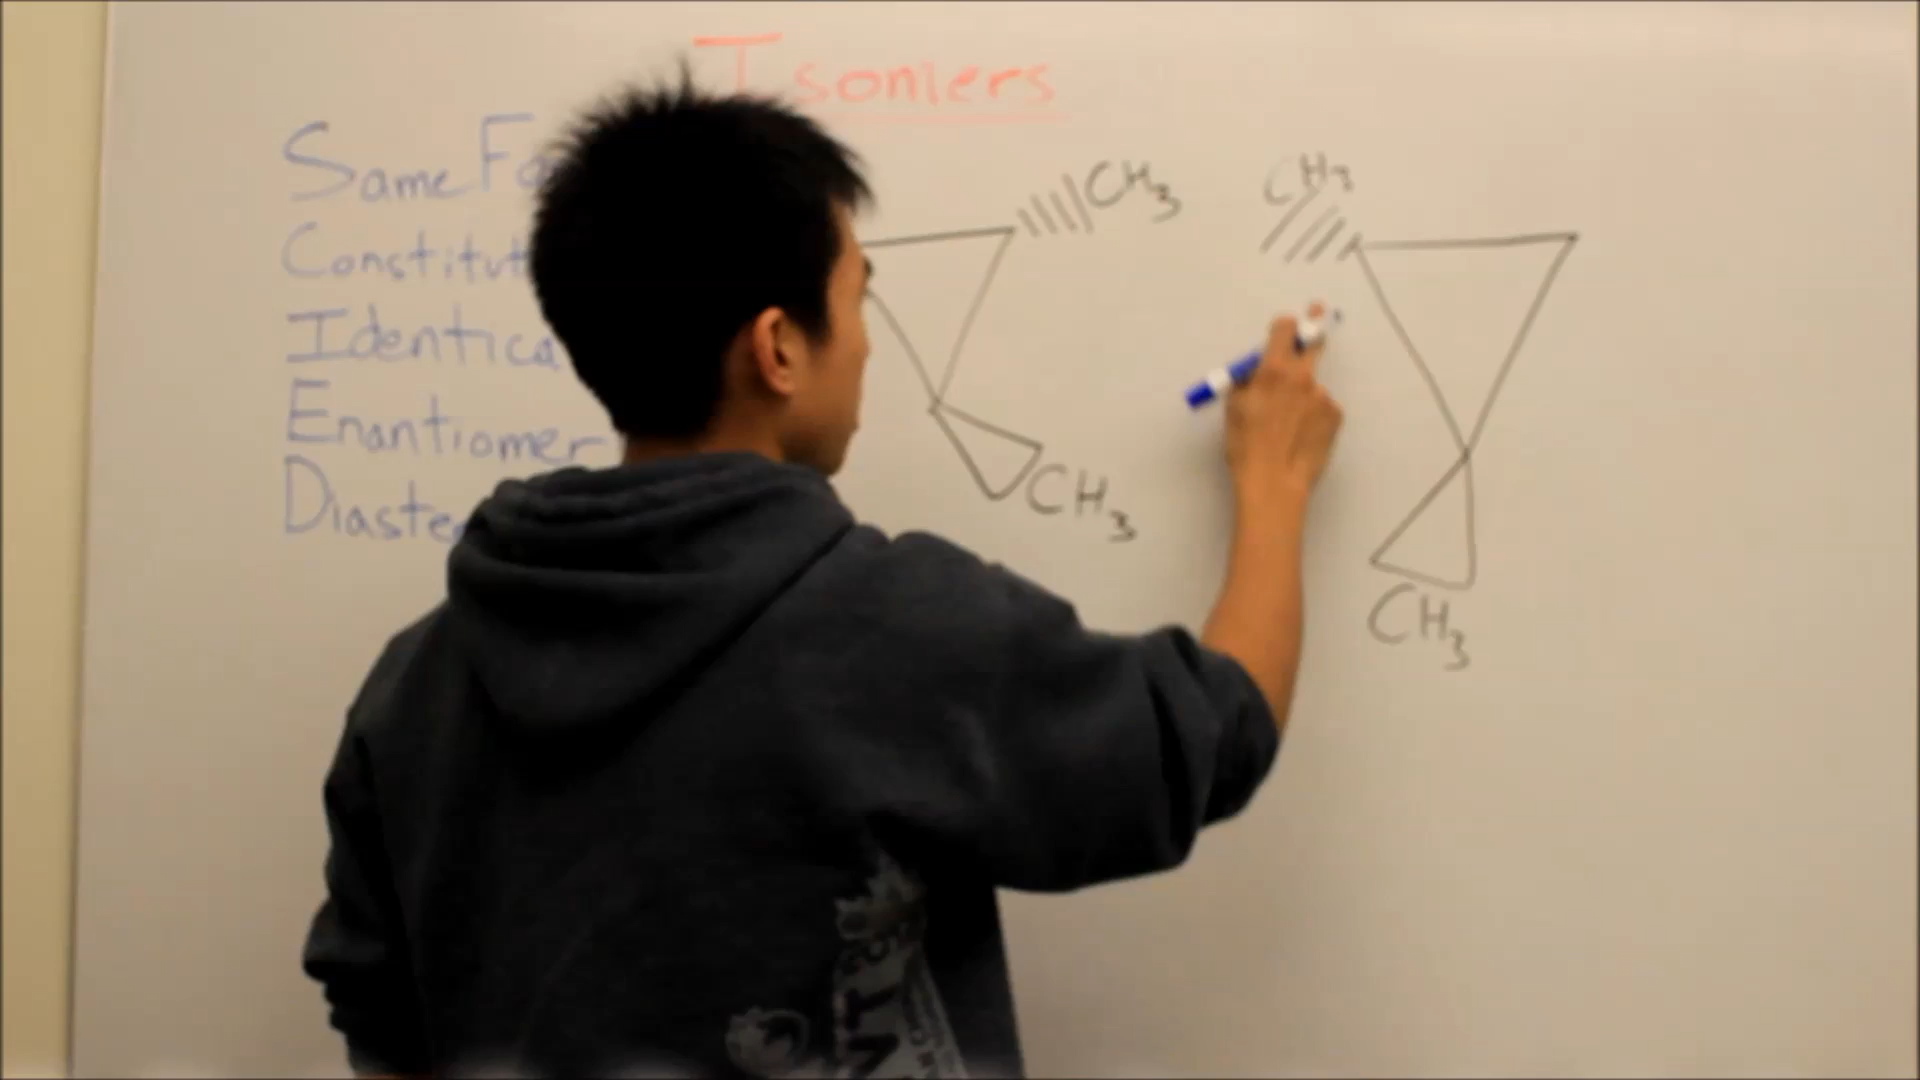 Isomers
Same
Constitut
Identica
Enantiomer
Diaste
CH3
CH3
CH3
CH3